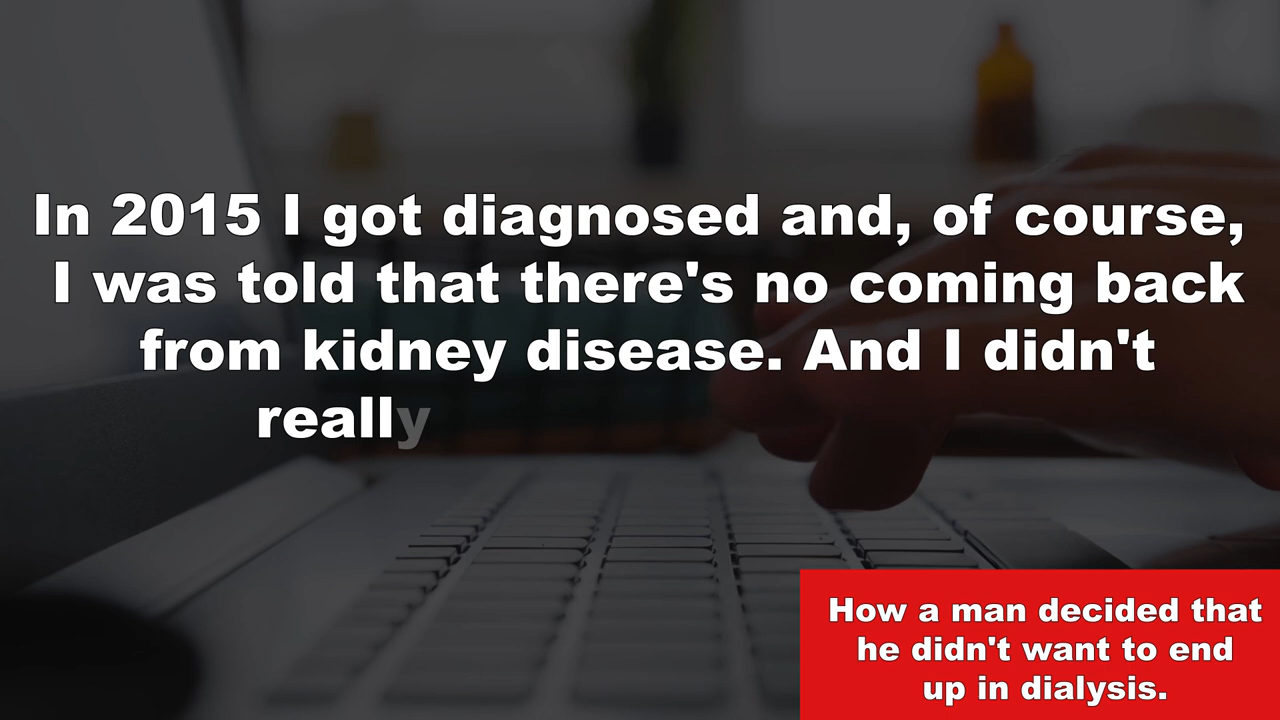 In 2015 I got diagnosed and, of course,
I was told that there's no coming back
from kidney disease. And I didn't
really
How a man decided that
he didn't want to end
up in dialysis.